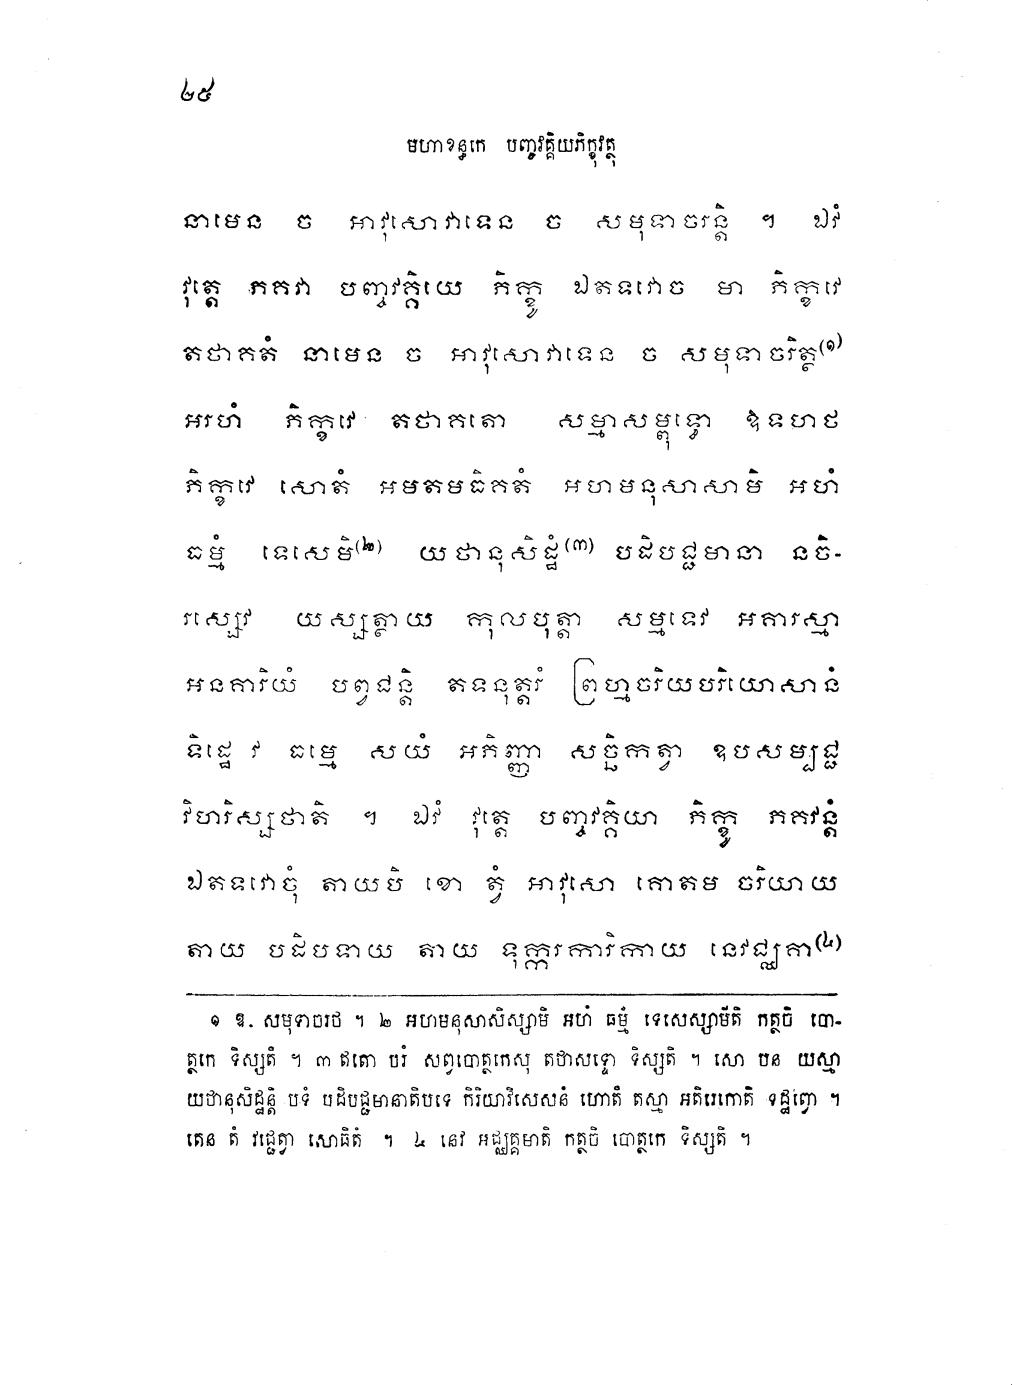 ៤៥
មហាខន្ធកេ បញ្ចវគ្គិយភិក្ខុវត្ថុ
នាមេន ច អាវុសោវាទេន ច សមុទាចរន្តិ ។ ឯវំ
វុត្តេ ភគវា បញ្ចវគ្គិយេ ភិក្ខូ ឯតទវោច មា ភិក្ខវេ
តថាគតំ នាមេន ច អាវុសោវាទេន ច សមុទាចរិត្ថ(១)
អរហំ ភិក្ខវេ តថាគតោ សម្មាសម្ពុទ្ធោ ឱទហថ
ភិក្ខវេ សោតំ អមតមធិគតំ អហមនុសាសាមិ អហំ
ធម្មំ ទេសេមិ(២) យថានុសិដ្ឋំ(៣) បដិបជ្ជមានា នចិ-
រស្សេវ យស្សត្ថាយ កុលបុត្តា សម្មទេវ អគារស្មា
អនគារិយំ បព្វជន្តិ តទនុត្តរំ ព្រហ្មចរិយបរិយោសានំ
ទិដ្ឋេ វ ធម្មេ សយំ អភិញ្ញា សច្ឆិកត្វា ឧបសម្បជ្ជ
វិហរិស្សថាតិ ។ ឯវំ វុត្តេ បញ្ចវគ្គិយា ភិក្ខូ ភគវន្តំ
ឯតទវោចុំ តាយបិ ខោ ត្វំ អាវុសោ គោតម ចរិយាយ
តាយ បដិបទាយ តាយ ទុក្ករការិកាយ នេវជ្ឈគា(៤)
១ ឱ. សមុទាចរថ ។ ២ អហមនុសាសិស្សាមិ អហំ ធម្មំ ទេសេស្សាមីតិ កត្ថចិ បោ-
ត្ថកេ ទិស្សតិ ។ ៣ ឥតោ បរំ សព្វបោត្ថកេសុ តថាសទ្ទោ ទិស្សតិ ។ សោ បន យស្មា
យថានុសិដ្ឋន្តិ បទំ បដិបជ្ជមានាតិបទេ កិរិយាវិសេសនំ ហោតិ តស្មា អតិរេកោតិ ទដ្ឋព្វោ ។
តេន តំ វជ្ជេត្វា សោធិតំ ។ ៤ នេវ អជ្ឈគ្គមាតិ កត្ថចិ បោត្ថកេ ទិស្សតិ ។